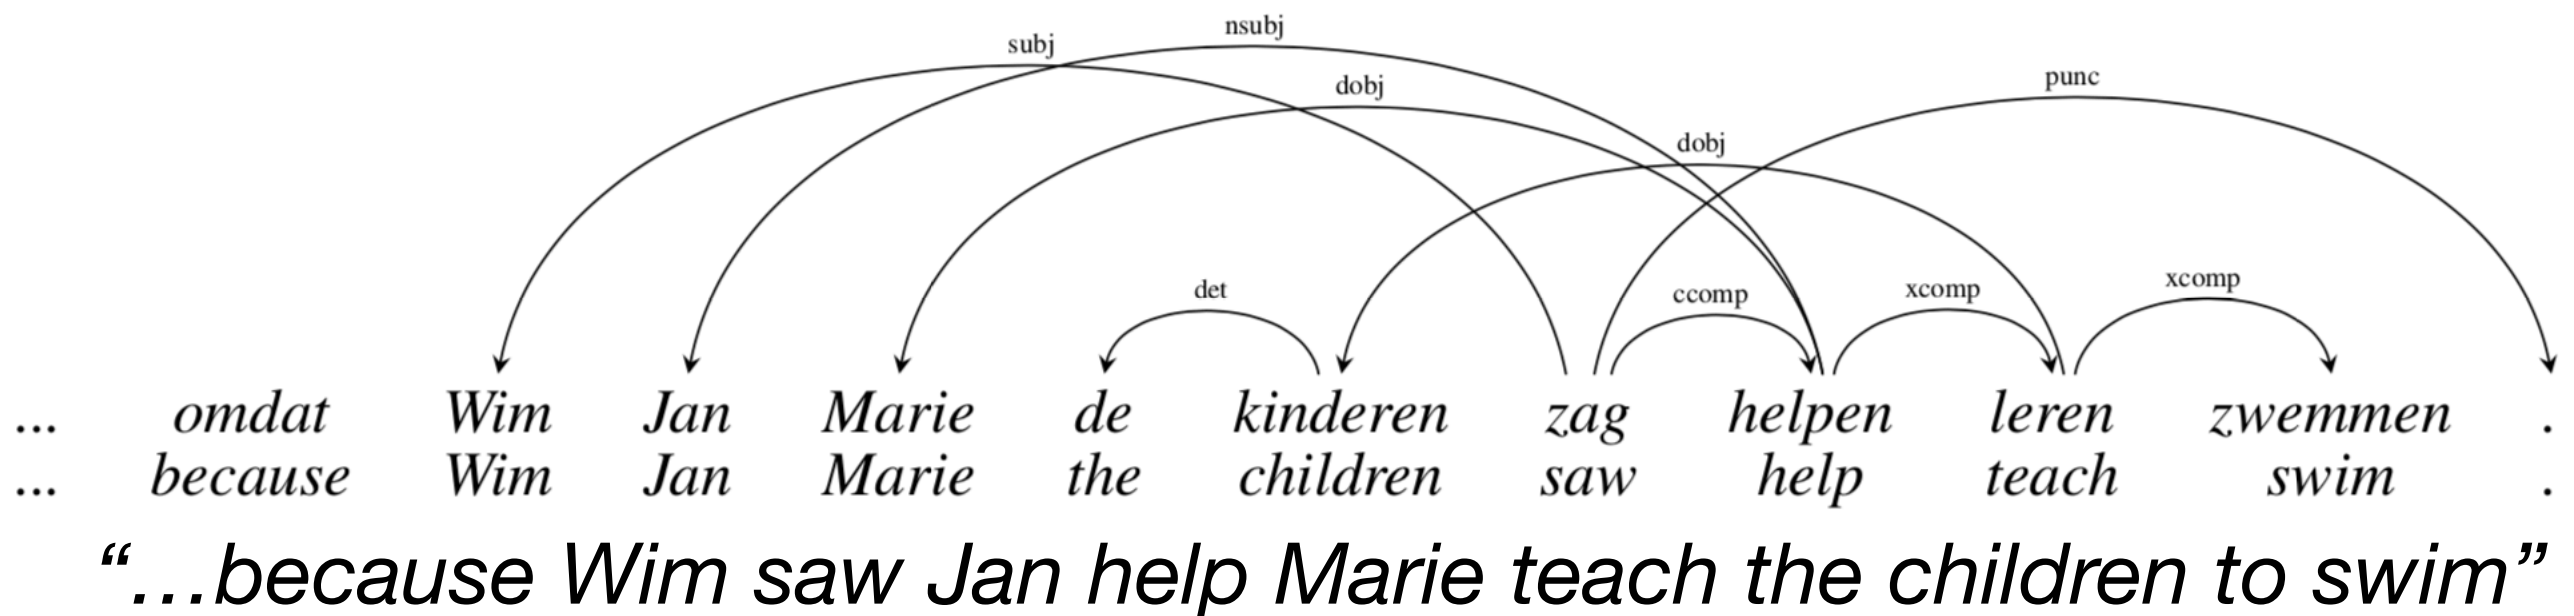 nsubj
subj
dobj
punc
dobj
det ccomp xcomp xcomp
... omdat Wim Jan Marie de kinderen zag helpen leren zwemmen .
... because Wim Jan Marie the children saw help teach swim .
“…because Wim saw Jan help Marie teach the children to swim”